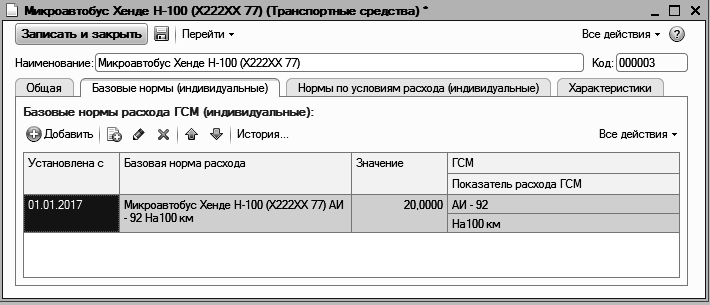 Микроавтобус Хенде Н-100 (Х222ХХ 77) (Транспортные средства) *
Записать и закрыть Перейти Все действия
Наименование: Микроавтобус Хенде Н-100 (Х222ХХ 77) Код: 000003
Общая Базовые нормы (индивидуальные) Нормы по условиям расхода (индивидуальные) Характеристики
Базовые нормы расхода ГСМ (индивидуальные):
Добавить История... Все действия
Установлена с Базовая норма расхода Значение ГСМ
Показатель расхода ГСМ
01.01.2017 Микроавтобус Хенде Н-100 (Х222ХХ 77) АИ 20,0000 АИ - 92
- 92 На100 км На100 км